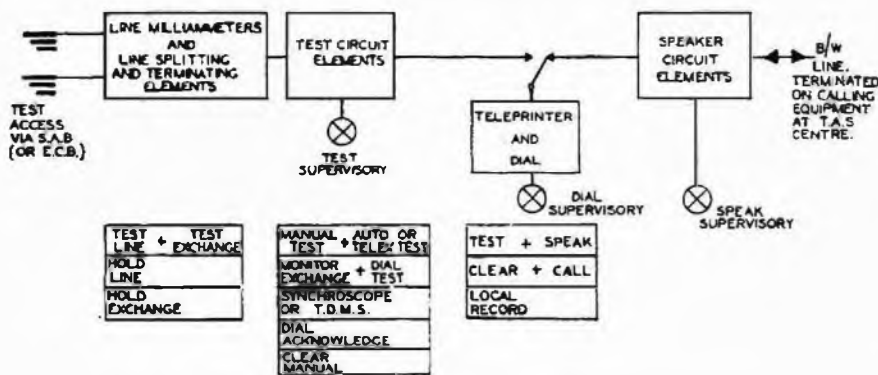 LINE MILLIAMMETERS
AND
LINE SPLITTING
AND TERMINATING
ELEMENTS
TEST CIRCUIT
ELEMENTS
SPEAKER
CIRCUIT
ELEMENTS
B/W
LINE,
TERMINATED
ON CALLING
EQUIPMENT
AT T.A.S
CENTRE.
TEST
ACCESS
VIA S.A.B
(OR E.C.B.)
TELEPRINTER
AND
DIAL
TEST
SUPERVISORY
DIAL
SUPERVISORY
SPEAK
SUPERVISORY
TEST + TEST
LINE EXCHANGE
HOLD
LINE
HOLD
EXCHANGE
MANUAL + AUTO OR
TEST TELEX TEST
MONITOR + DIAL
EXCHANGE TEST
SYNCHROSCOPE
OR T.D.M.S.
DIAL
ACKNOWLEDGE
CLEAR
MANUAL
TEST + SPEAK
CLEAR + CALL
LOCAL
RECORD